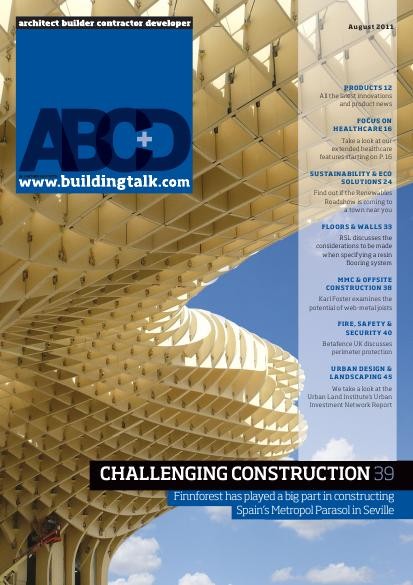 architect builder contractor developer
August 2011
ABC+D
www.buildingtalk.com
PRODUCTS 12
All the latest innovations
and product news
FOCUS ON
HEALTHCARE 16
Take a look at our
extended healthcare
features starting on P.16
SUSTAINABILITY & ECO
SOLUTIONS 24
Find out if the Renewables
Roadshow is coming to
a town near you
FLOORS & WALLS 33
RSL discusses the
considerations to be made
when specifying a resin
flooring system
MMC & OFFSITE
CONSTRUCTION 38
Karl Foster examines the
potential of web-metal joists
FIRE, SAFETY &
SECURITY 40
Betafence UK discusses
perimeter protection
URBAN DESIGN &
LANDSCAPING 45
We take a look at the
Urban Land Institute's Urban
Investment Network Report
CHALLENGING CONSTRUCTION 39
Finnforest has played a big part in constructing
Spain's Metropol Parasol in Seville